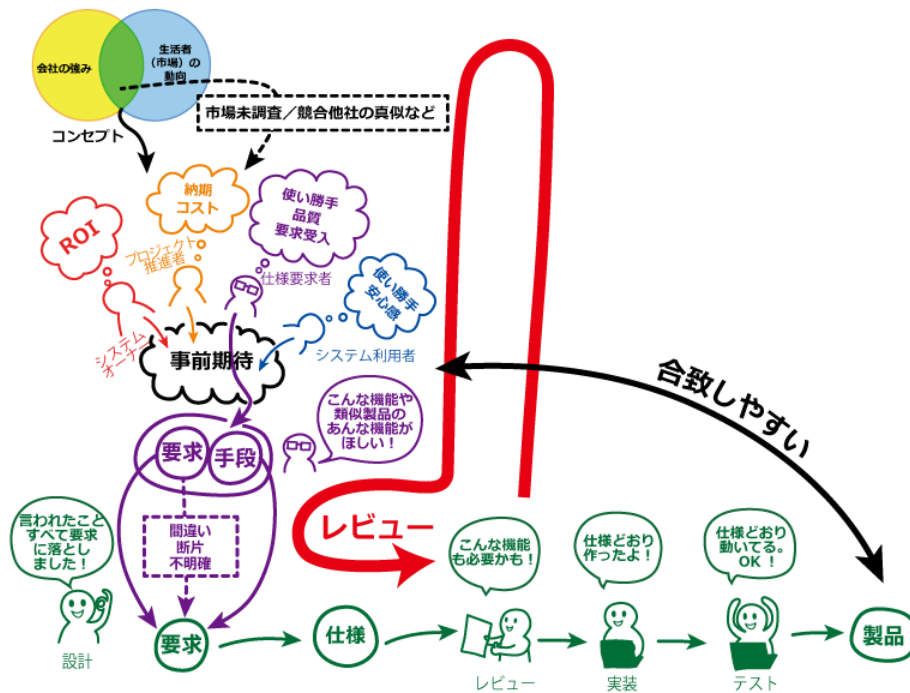 会社の強み
生活者
（市場）の
動向
コンセプト
市場未調査／競合他社の真似など
ROI
納期
コスト
使い勝手
品質
要求受入
プロジェクト
推進者
仕様要求者
使い勝手
安心感
システム
オーナー
事前期待
システム利用者
合致しやすい
こんな機能や
類似製品の
あんな機能が
ほしい！
要求
手段
言われたこと
すべて要求
に落とし
ました！
間違い
断片
不明確
レビュー
こんな機能
も必要かも！
仕様どおり
作ったよ！
仕様どおり
動いてる。
OK！
設計
要求
仕様
レビュー
実装
テスト
製品